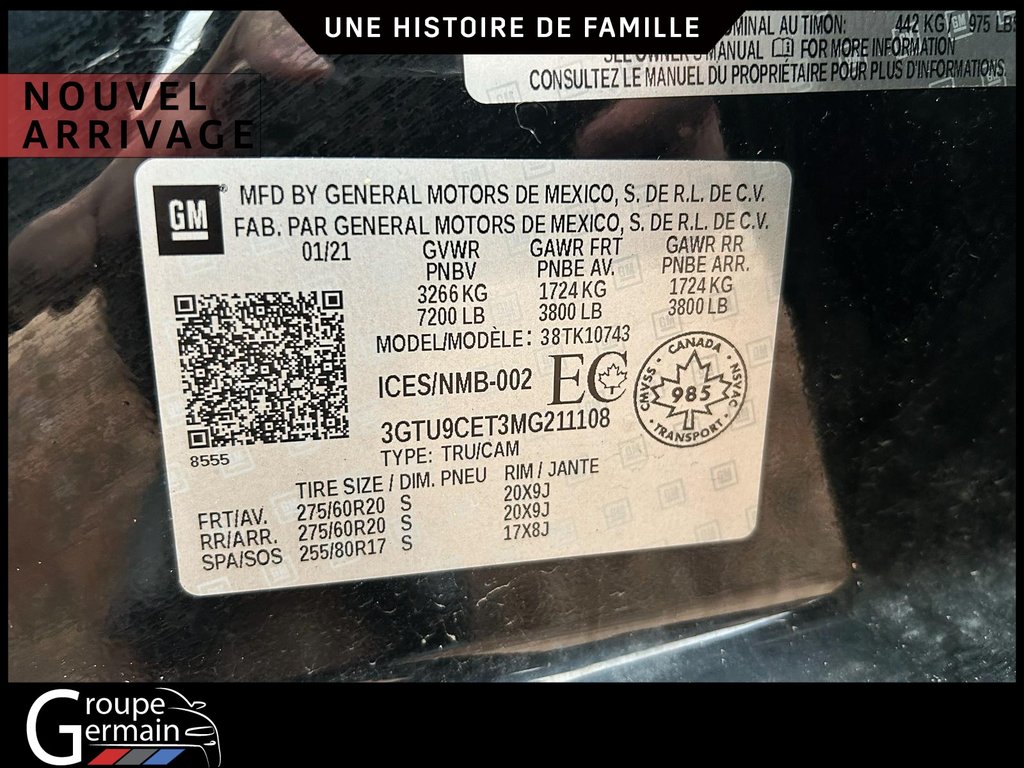 UNE HISTOIRE DE FAMILLE
NOUVEL
ARRIVAGE
AU TIMON: 442 KG/ 975 LB
SEE OWNER'S MANUAL FOR MORE INFORMATION
CONSULTEZ LE MANUEL DU PROPRIÉTAIRE POUR PLUS D'INFORMATIONS.
GM
MFD BY GENERAL MOTORS DE MEXICO, S. DE R.L. DE C.V.
FAB. PAR GENERAL MOTORS DE MEXICO, S. DE R.L. DE C.V.
01/21 GVWR GAWR FRT GAWR RR
PNBV PNBE AV. PNBE ARR.
3266 KG 1724 KG 1724 KG
7200 LB 3800 LB 3800 LB
MODEL/MODÈLE: 38TK10743
ICES/NMB-002 EC
CANADA
CMVSS 985 NSVAC
TRANSPORT
3GTU9CET3MG211108
TYPE: TRU/CAM
8555
TIRE SIZE / DIM. PNEU RIM / JANTE
FRT/AV. 275/60R20 S 20X9J
RR/ARR. 275/60R20 S 20X9J
SPA/SOS 255/80R17 S 17X8J
Groupe
Germain